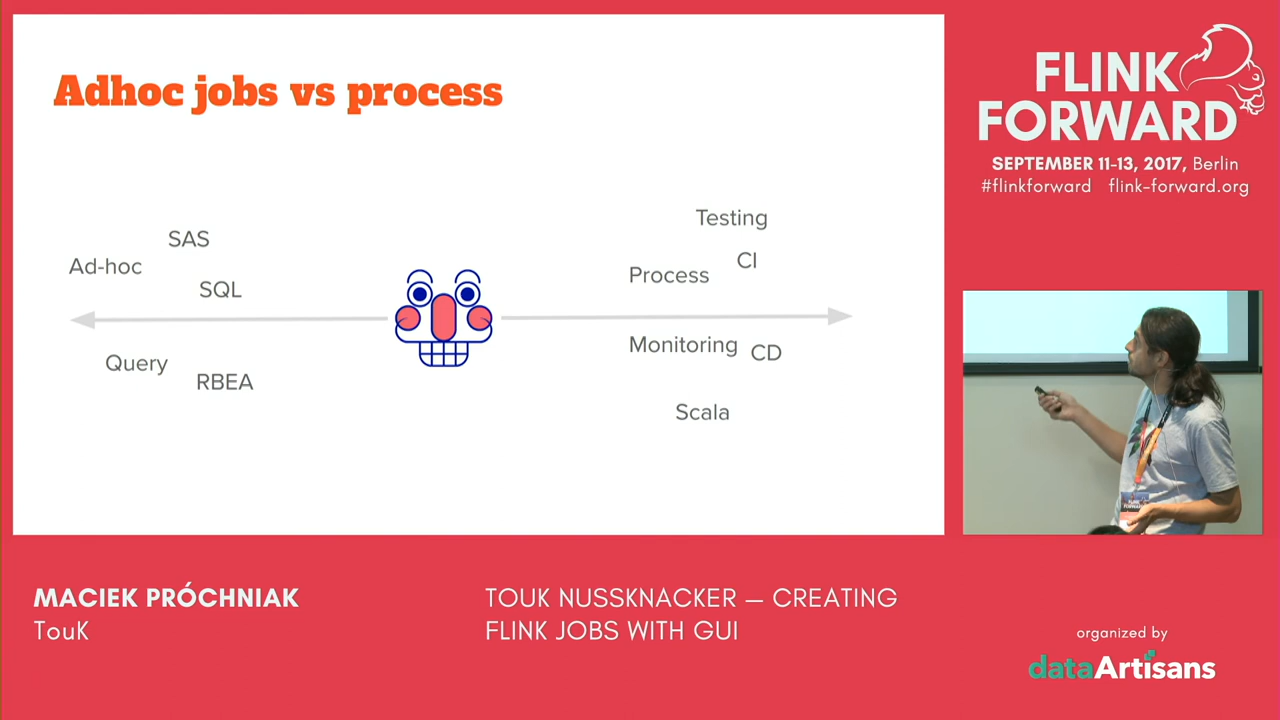 Adhoc jobs vs process
SAS
Ad-hoc
SQL
Query
RBEA
Testing
CI
Process
Monitoring
CD
Scala
FLINK
FORWARD
SEPTEMBER 11-13, 2017, Berlin
#flinkforward flink-forward.org
MACIEK PRÓCHNIAK
TouK
TOUK NUSSKNACKER — CREATING
FLINK JOBS WITH GUI
organized by
dataArtisans